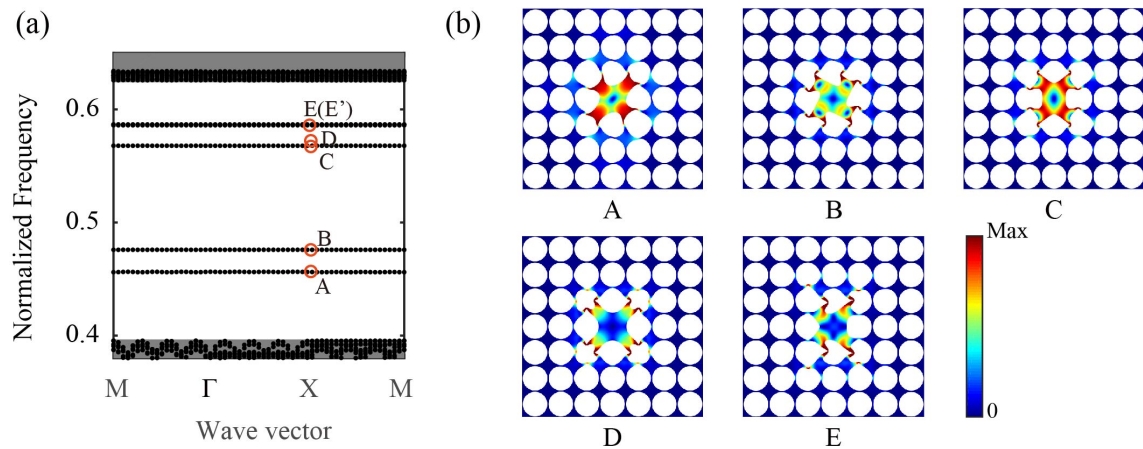 (a)
Normalized Frequency
0.6
0.5
0.4
E(E’)
D
C
B
A
M Γ X M
Wave vector
(b)
A B C
D E
Max
0